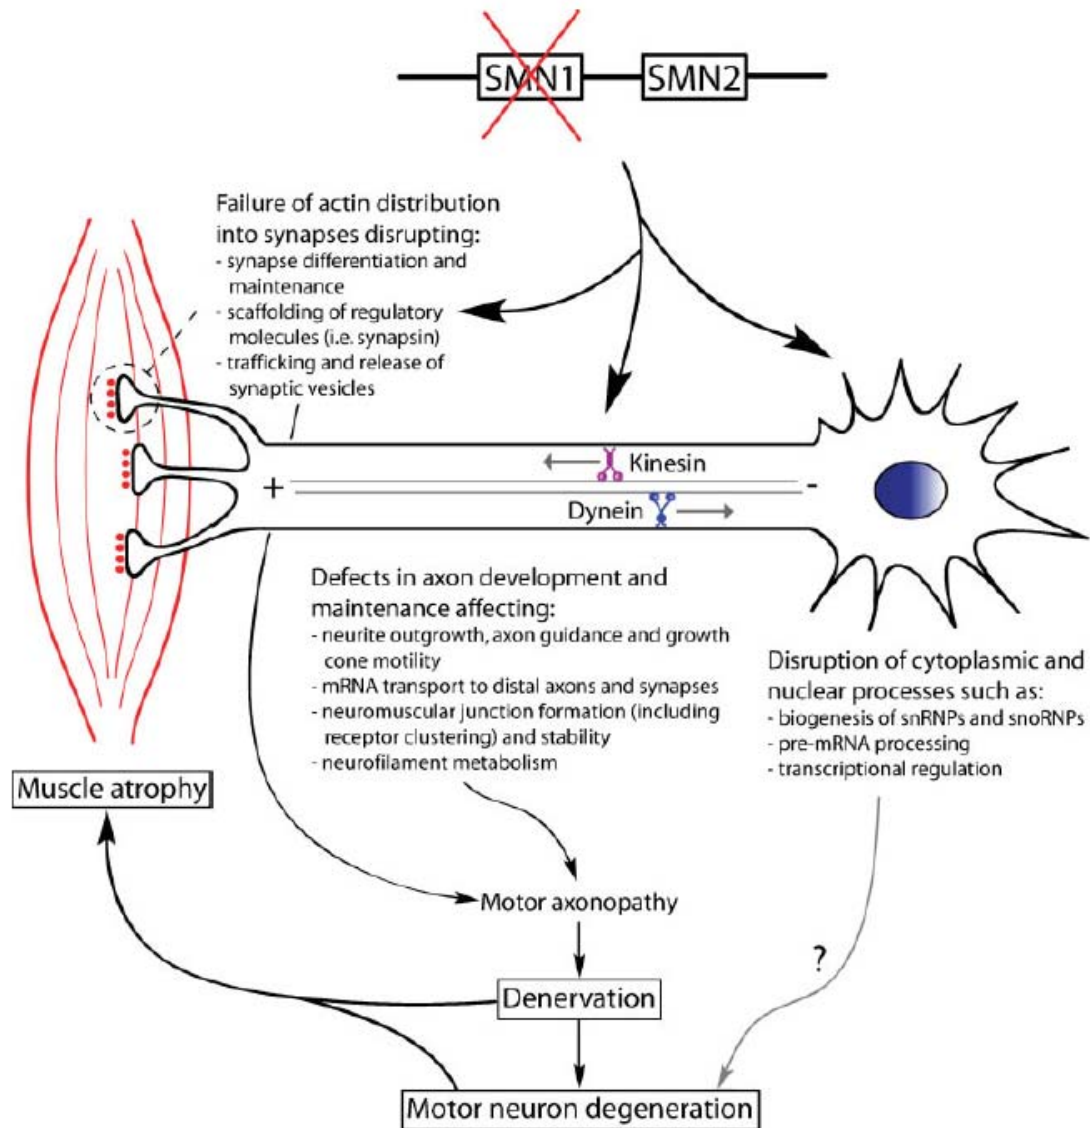 SMN1 SMN2
Failure of actin distribution
into synapses disrupting:
- synapse differentiation and
maintenance
- scaffolding of regulatory
molecules (i.e. synapsin)
- trafficking and release of
synaptic vesicles
Kinesin
+ -
Dynein
Defects in axon development and
maintenance affecting:
- neurite outgrowth, axon guidance and growth
cone motility
- mRNA transport to distal axons and synapses
- neuromuscular junction formation (including
receptor clustering) and stability
- neurofilament metabolism
Disruption of cytoplasmic and
nuclear processes such as:
- biogenesis of snRNPs and snoRNPs
- pre-mRNA processing
- transcriptional regulation
Muscle atrophy
Motor axonopathy
?
Denervation
Motor neuron degeneration